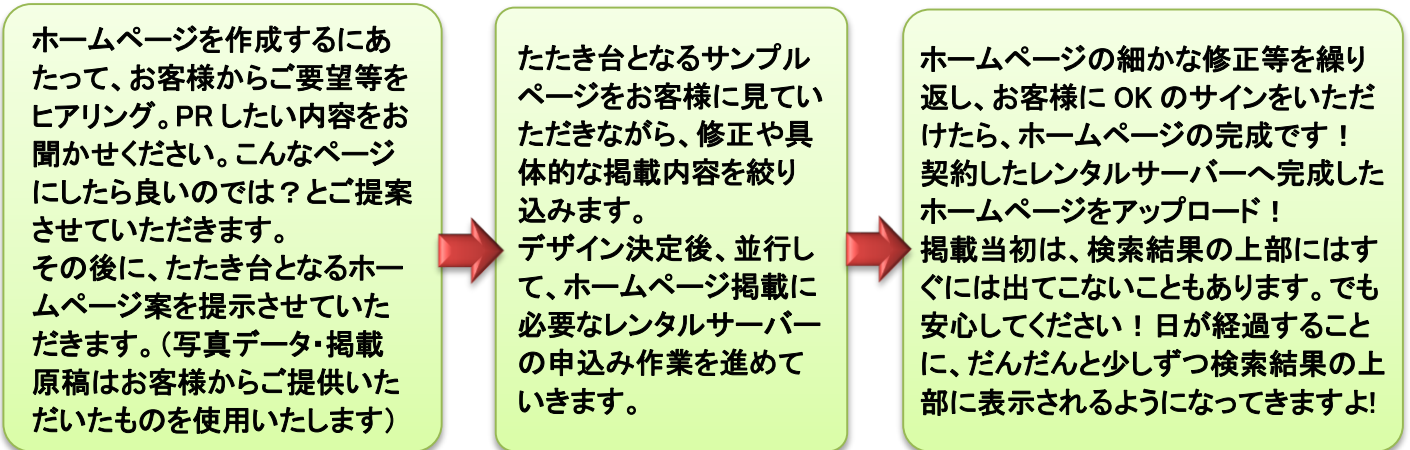 ホームページを作成するにあ
たって、お客様からご要望等を
ヒアリング。PRしたい内容をお
聞かせください。こんなページ
にしたら良いのでは？とご提案
させていただきます。
その後に、たたき台となるホー
ムページ案を提示させていた
だきます。（写真データ・掲載
原稿はお客様からご提供いた
だいたものを使用いたします）
たたき台となるサンプル
ページをお客様に見てい
ただきながら、修正や具
体的な掲載内容を絞り
込みます。
デザイン決定後、並行し
て、ホームページ掲載に
必要なレンタルサーバー
の申込み作業を進めて
いきます。
ホームページの細かな修正等を繰り
返し、お客様に OK のサインをいただ
けたら、ホームページの完成です！
契約したレンタルサーバーへ完成した
ホームページをアップロード！
掲載当初は、検索結果の上部にはす
ぐには出てこないこともあります。でも
安心してください！日が経過すること
に、だんだんと少しずつ検索結果の上
部に表示されるようになってきますよ!